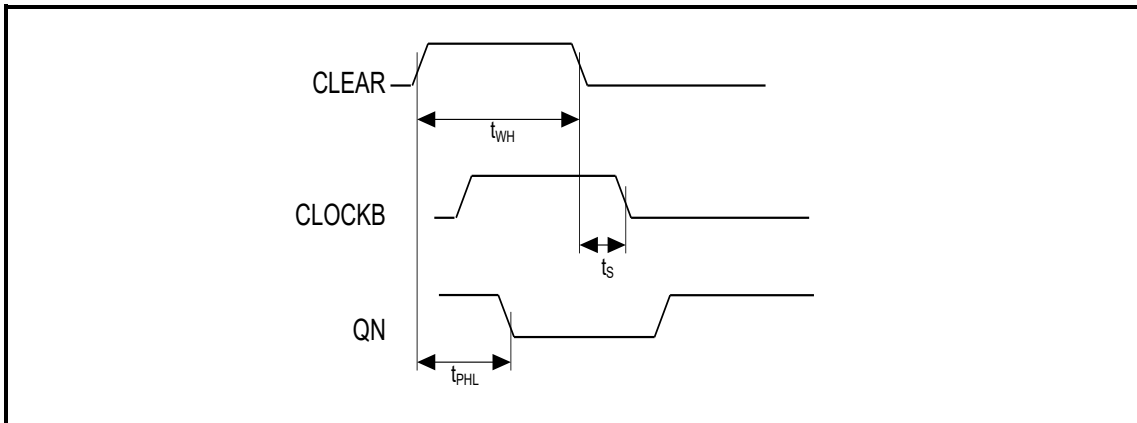 CLEAR
tWH
CLOCKB
tS
QN
tPHL